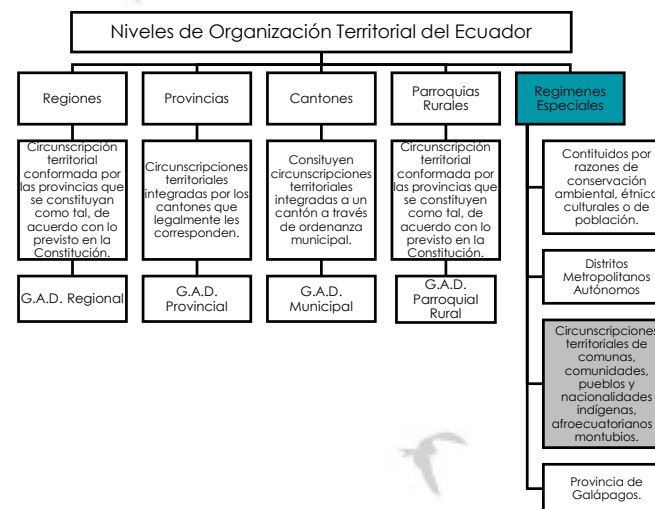 Niveles de Organización Territorial del Ecuador
Regiones
Circunscripción
territorial
conformada por
las provincias que
se constituyan
como tal, de
acuerdo con lo
previsto en la
Constitución.
G.A.D. Regional
Provincias
Circunscripciones
territoriales
integradas por los
cantones que
legalmente les
corresponden.
G.A.D.
Provincial
Cantones
Consituyen
circunscripciones
territoriales
integradas a un
cantón a través
de ordenanza
municipal.
G.A.D.
Municipal
Parroquias
Rurales
Circunscripción
territorial
conformada por
las provincias que
se constituyen
como tal, de
acuerdo con lo
previsto en la
Constitución.
G.A.D.
Parroquial
Rural
Regimenes
Especiales
Contituidos por
razones de
conservación
ambiental, étnico
culturales o de
población.
Distritos
Metropolitanos
Autónomos
Circunscripciones
territoriales de
comunas,
comunidades,
pueblos y
nacionalidades
indígenas,
afroecuatorianos
montubios.
Provincia de
Galápagos.